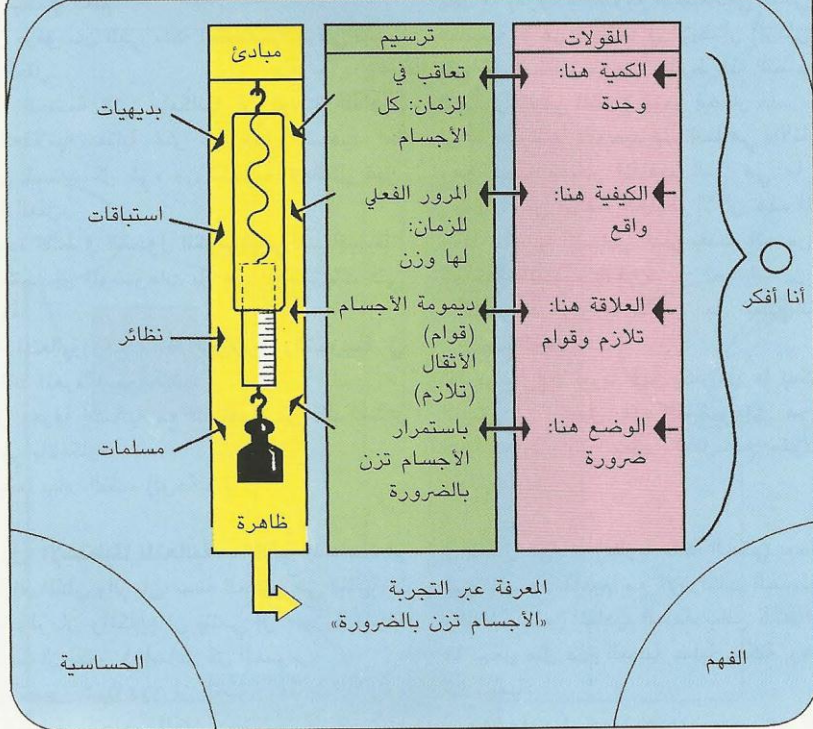 المقولات
الكمية هنا:
وحدة
الكيفية هنا:
واقع
العلاقة هنا:
تلازم وقوام
الوضع هنا:
ضرورة
أنا أفكر
ترسيم
تعاقب في
الزمان: كل
الأجسام
المرور الفعلي
للزمان:
لها وزن
ديمومة الأجسام
(قوام)
الأثقال
(تلازم)
باستمرار
الأجسام تزن
بالضرورة
مبادئ
ظاهرة
بديهيات
استباقات
نظائر
مسلمات
المعرفة عبر التجربة
«الأجسام تزن بالضرورة»
الفهم
الحساسية